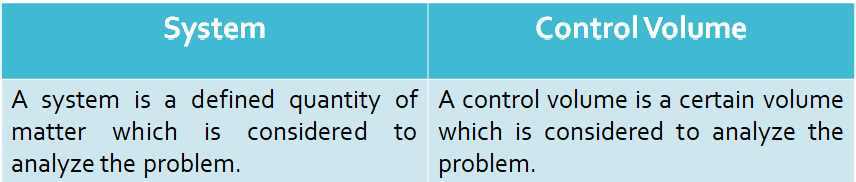 System
Control Volume
A system is a defined quantity of
matter which is considered to
analyze the problem.
A control volume is a certain volume
which is considered to analyze the
problem.